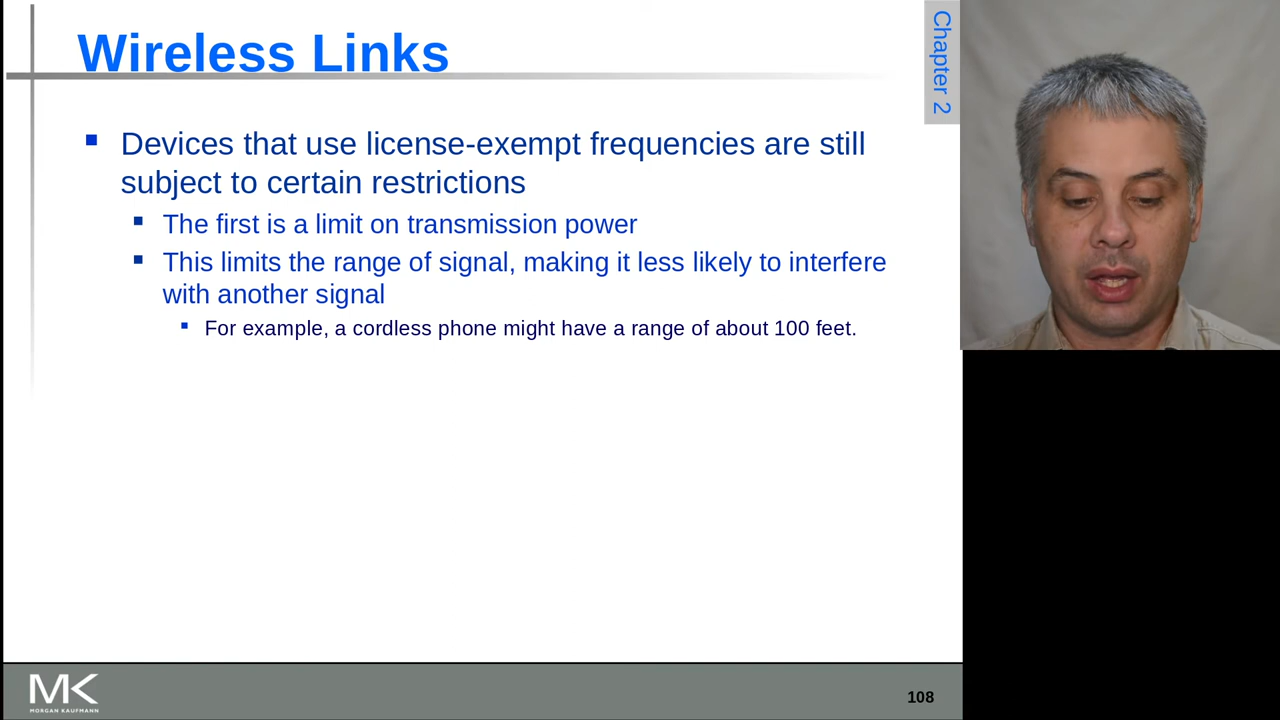 Wireless Links
Chapter 2
Devices that use license-exempt frequencies are still
subject to certain restrictions
The first is a limit on transmission power
This limits the range of signal, making it less likely to interfere
with another signal
For example, a cordless phone might have a range of about 100 feet.
MK
MORGAN KAUFMANN
108